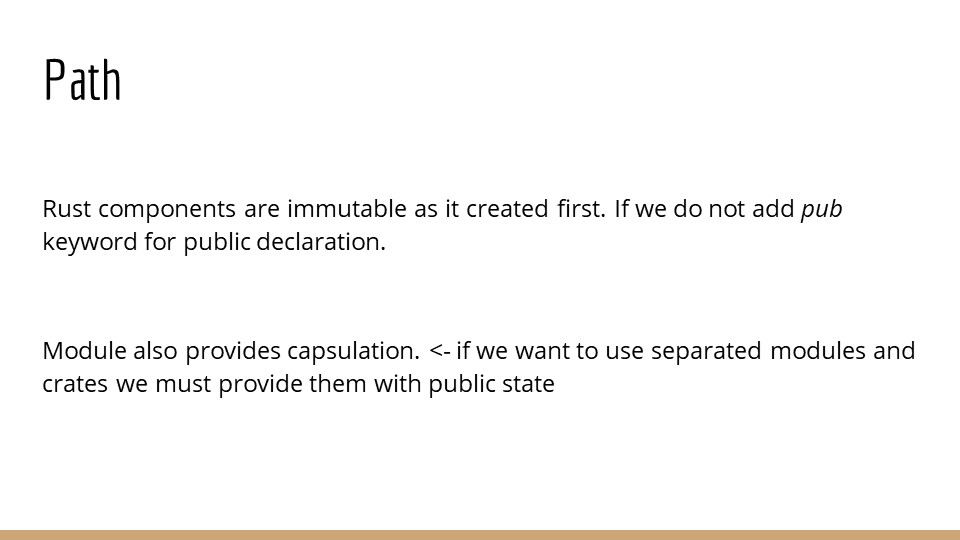 Path
Rust components are immutable as it created first. If we do not add pub
keyword for public declaration.
Module also provides capsulation. <- if we want to use separated modules and
crates we must provide them with public state